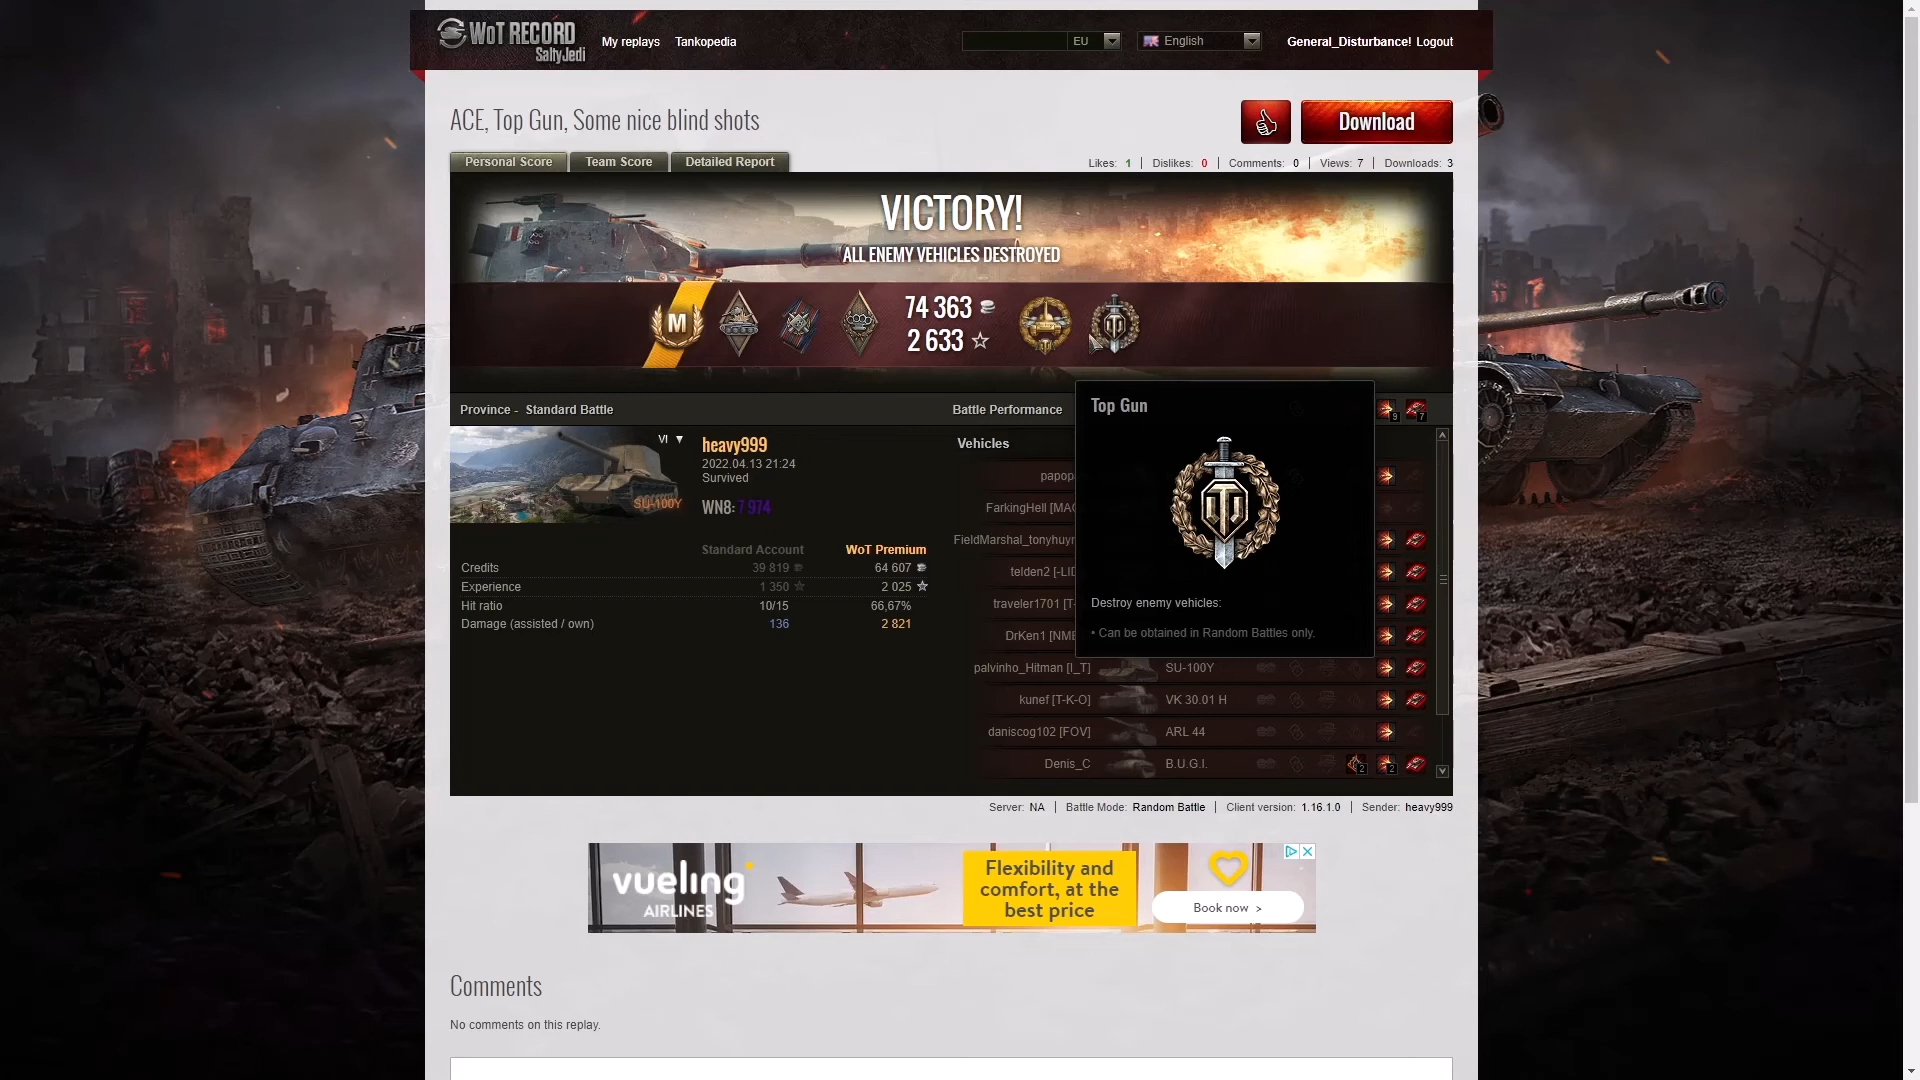 WoT RECORD
SaltyJedi
My replays
Tankopedia
EU
English
General_Disturbance! Logout
ACE, Top Gun, Some nice blind shots
Download
Personal Score
Team Score
Detailed Report
Likes: 1 | Dislikes: 0 | Comments: 0 | Views: 7 | Downloads: 3
VICTORY!
ALL ENEMY VEHICLES DESTROYED
M
74 363
2 633
Province - Standard Battle
Battle Performance
9
7
Top Gun
VI ▼
heavy999
2022.04.13 21:24
Survived
SU-100Y
WN8: 7 974
Vehicles
papop
FarkingHell [MAC
FieldMarshal_tonyhuyn
Standard Account
WoT Premium
Credits 39 819 64 607
telden2 [-LID
Experience 1 350 2 025
Hit ratio 10/15 66,67%
traveler1701 [T-
Destroy enemy vehicles:
Damage (assisted / own) 136 2 821
DrKen1 [NME
• Can be obtained in Random Battles only.
palvinho_Hitman [I_T] SU-100Y
kunef [T-K-O] VK 30.01 H
daniscog102 [FOV] ARL 44
Denis_C B.U.G.I. 2 2
Server: NA | Battle Mode: Random Battle | Client version: 1.16.1.0 | Sender: heavy999
vueling
AIRLINES
Flexibility and
comfort, at the
best price
Book now >
Comments
No comments on this replay.